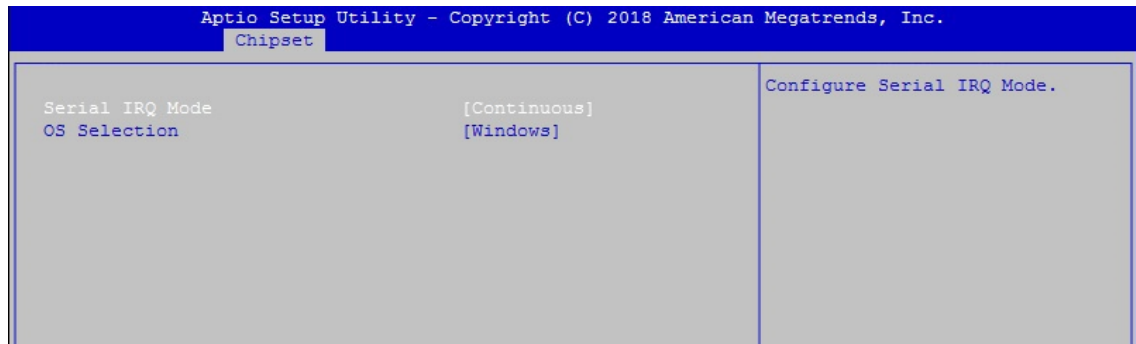 Aptio Setup Utility - Copyright (C) 2018 American Megatrends, Inc.
Chipset
Serial IRQ Mode [Continuous]
OS Selection [Windows]
Configure Serial IRQ Mode.